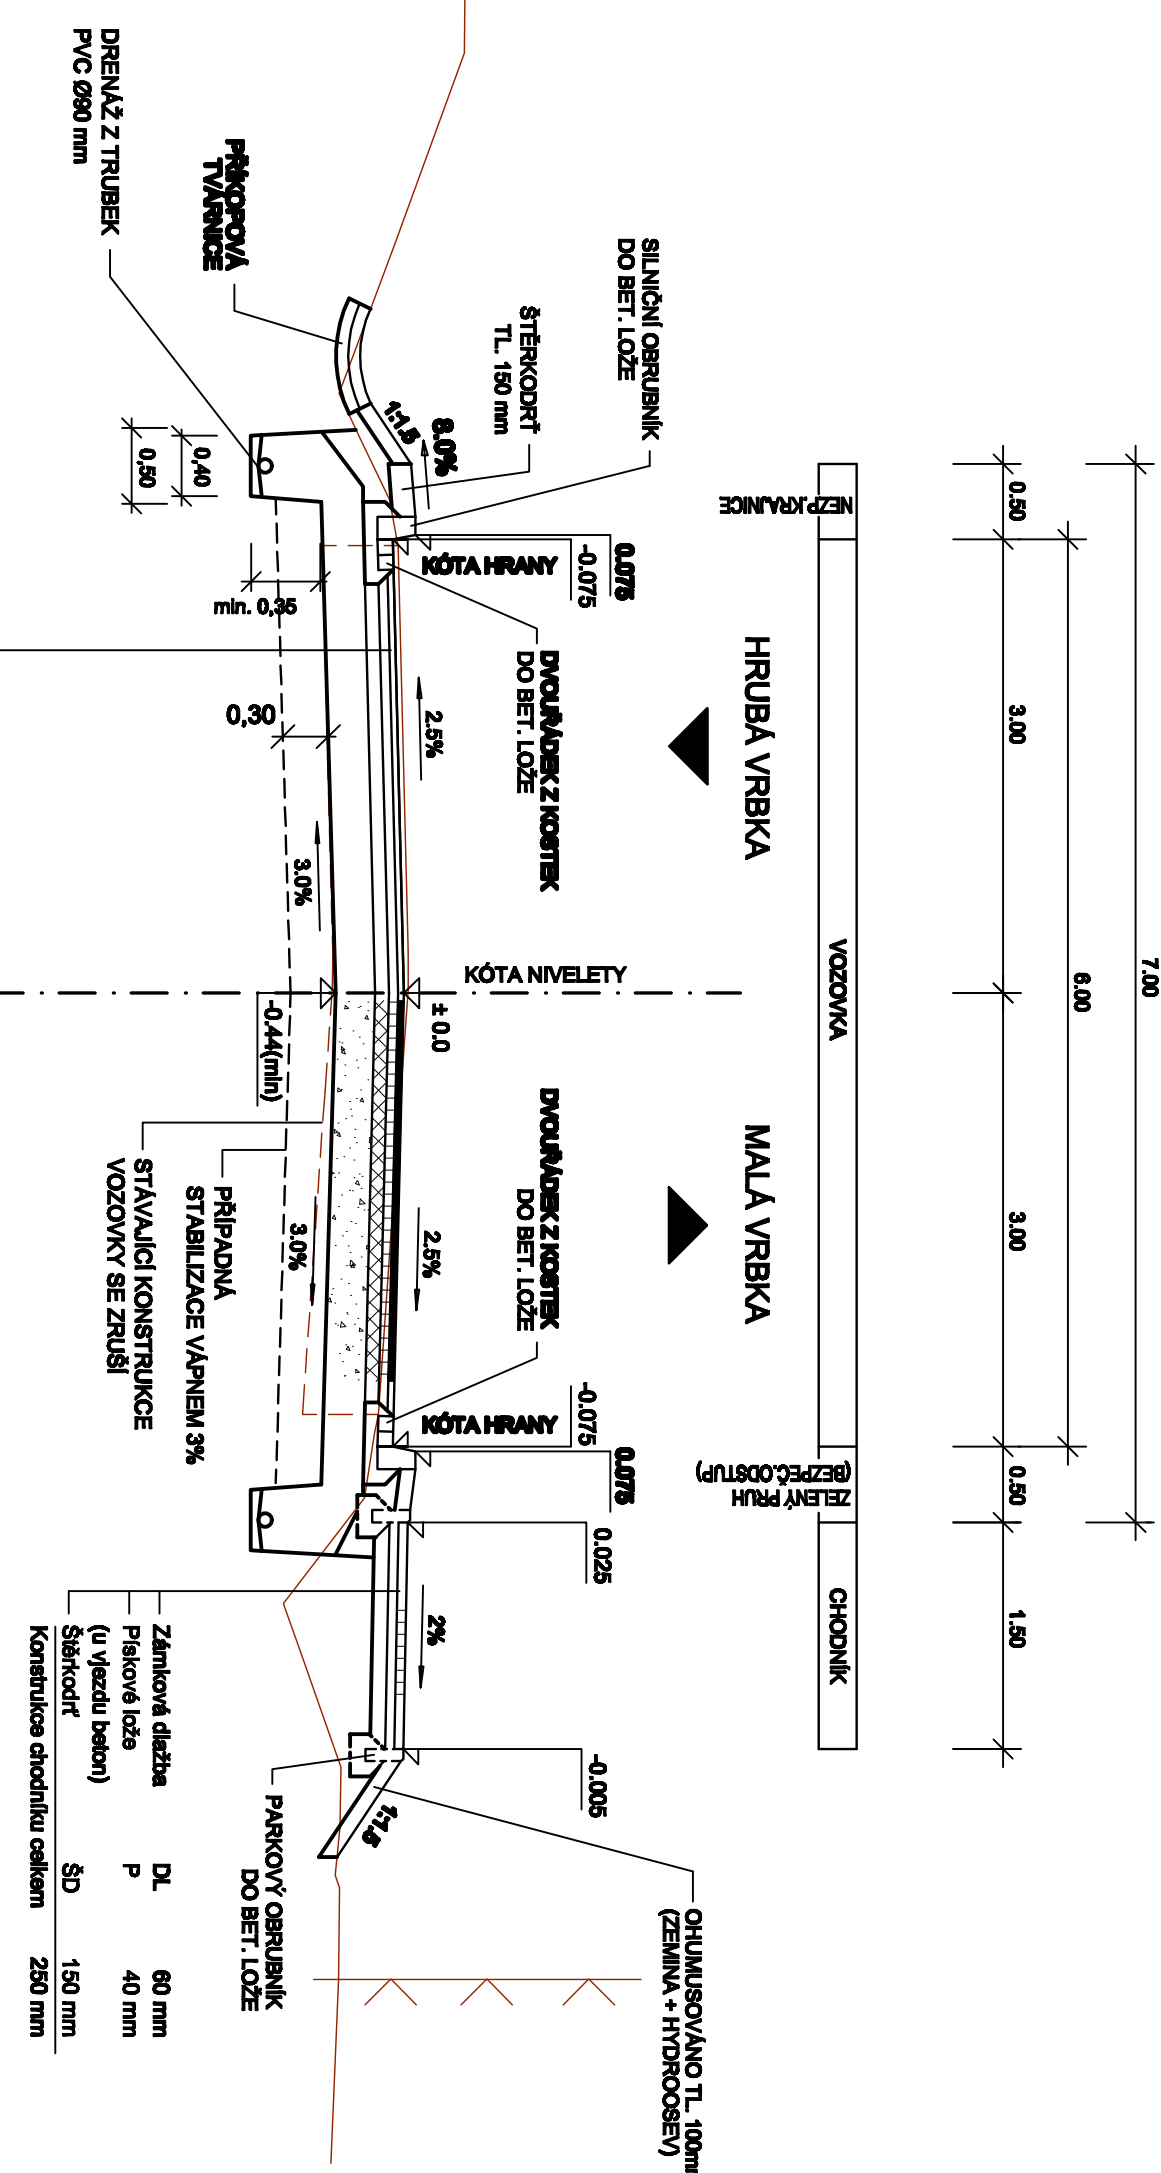 7.00
6.00
0.50
3.00
3.00
0.50
1.50
NEZP.KRAJNICE
VOZOVKA
ZELENÝ PRUH
(BEZPEČ.ODSTUP)
CHODNÍK
HRUBÁ VRBKA
MALÁ VRBKA
SILNIČNÍ OBRUBNÍK
DO BET. LOŽE
ŠTĚRKODRŤ
TL. 150 mm
8.0%
1:1.5
0.075
-0.075
KÓTA HRANY
DVOUŘÁDEK Z KOSTEK
DO BET. LOŽE
2.5%
KÓTA NIVELETY
± 0.0
DVOUŘÁDEK Z KOSTEK
DO BET. LOŽE
2.5%
-0.075
KÓTA HRANY
0.075
0.025
2%
-0.005
1:1.5
OHUMUSOVÁNO TL. 100m
(ZEMINA + HYDROOSEV)
PŘÍKOPOVÁ
TVÁRNICE
DRENÁŽ Z TRUBEK
PVC Ø90 mm
0,40
0,50
min. 0,35
0,30
3.0%
-0.44(min)
3.0%
PŘÍPADNÁ
STABILIZACE VÁPNEM 3%
STÁVAJÍCÍ KONSTRUKCE
VOZOVKY SE ZRUŠÍ
PARKOVÝ OBRUBNÍK
DO BET. LOŽE
Zámková dlažba DL 60 mm
Pískové lože P 40 mm
(u vjezdu beton)
Štěrkodrť ŠD 150 mm
Konstrukce chodníku celkem 250 mm